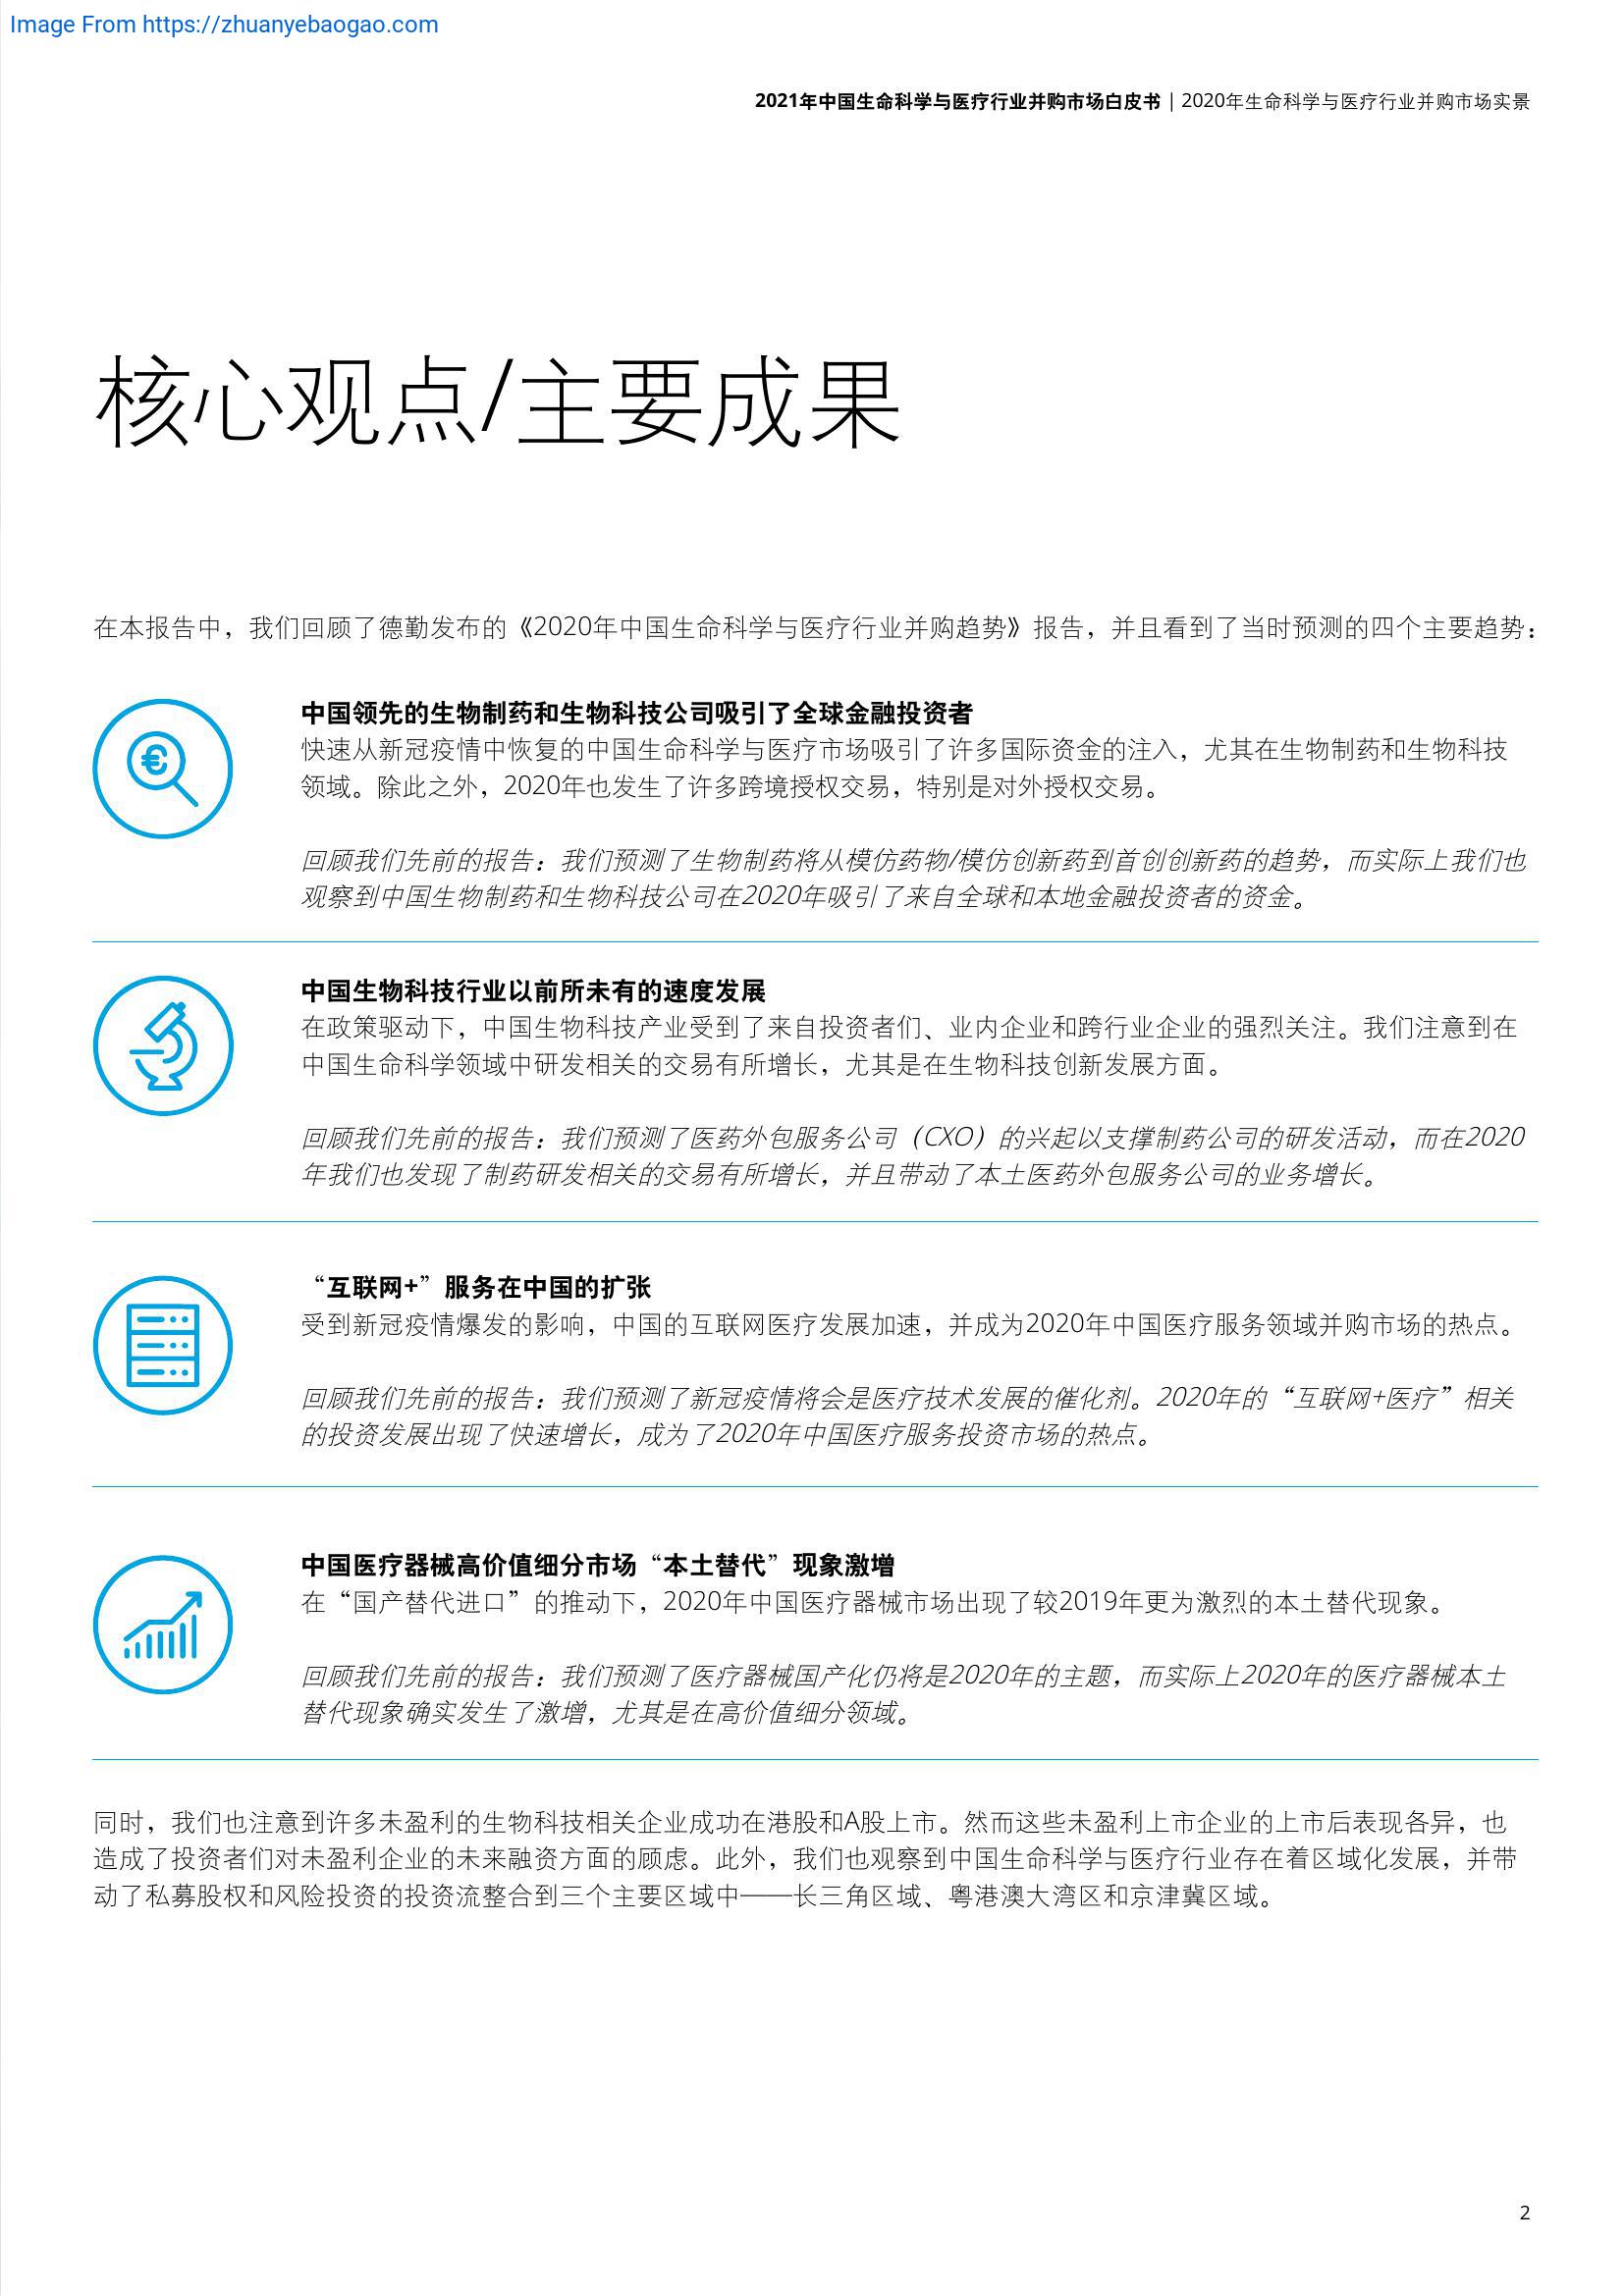 Image From https://zhuanyebaogao.com
2021年中国生命科学与医疗行业并购市场白皮书 | 2020年生命科学与医疗行业并购市场实景
核心观点/主要成果
在本报告中，我们回顾了德勤发布的《2020年中国生命科学与医疗行业并购趋势》报告，并且看到了当时预测的四个主要趋势：
中国领先的生物制药和生物科技公司吸引了全球金融投资者
快速从新冠疫情中恢复的中国生命科学与医疗市场吸引了许多国际资金的注入，尤其在生物制药和生物科技
领域。除此之外，2020年也发生了许多跨境授权交易，特别是对外授权交易。
回顾我们先前的报告：我们预测了生物制药将从模仿药物/模仿创新药到首创创新药的趋势，而实际上我们也
观察到中国生物制药和生物科技公司在2020年吸引了来自全球和本地金融投资者的资金。
中国生物科技行业以前所未有的速度发展
在政策驱动下，中国生物科技产业受到了来自投资者们、业内企业和跨行业企业的强烈关注。我们注意到在
中国生命科学领域中研发相关的交易有所增长，尤其是在生物科技创新发展方面。
回顾我们先前的报告：我们预测了医药外包服务公司（CXO）的兴起以支撑制药公司的研发活动，而在2020
年我们也发现了制药研发相关的交易有所增长，并且带动了本土医药外包服务公司的业务增长。
“互联网+”服务在中国的扩张
受到新冠疫情爆发的影响，中国的互联网医疗发展加速，并成为2020年中国医疗服务领域并购市场的热点。
回顾我们先前的报告：我们预测了新冠疫情将会是医疗技术发展的催化剂。2020年的“互联网+医疗”相关
的投资发展出现了快速增长，成为了2020年中国医疗服务投资市场的热点。
中国医疗器械高价值细分市场“本土替代”现象激增
在“国产替代进口”的推动下，2020年中国医疗器械市场出现了较2019年更为激烈的本土替代现象。
回顾我们先前的报告：我们预测了医疗器械国产化仍将是2020年的主题，而实际上2020年的医疗器械本土
替代现象确实发生了激增，尤其是在高价值细分领域。
同时，我们也注意到许多未盈利的生物科技相关企业成功在港股和A股上市。然而这些未盈利上市企业的上市后表现各异，也
造成了投资者们对未盈利企业的未来融资方面的顾虑。此外，我们也观察到中国生命科学与医疗行业存在着区域化发展，并带
动了私募股权和风险投资的投资流整合到三个主要区域中——长三角区域、粤港澳大湾区和京津冀区域。
2